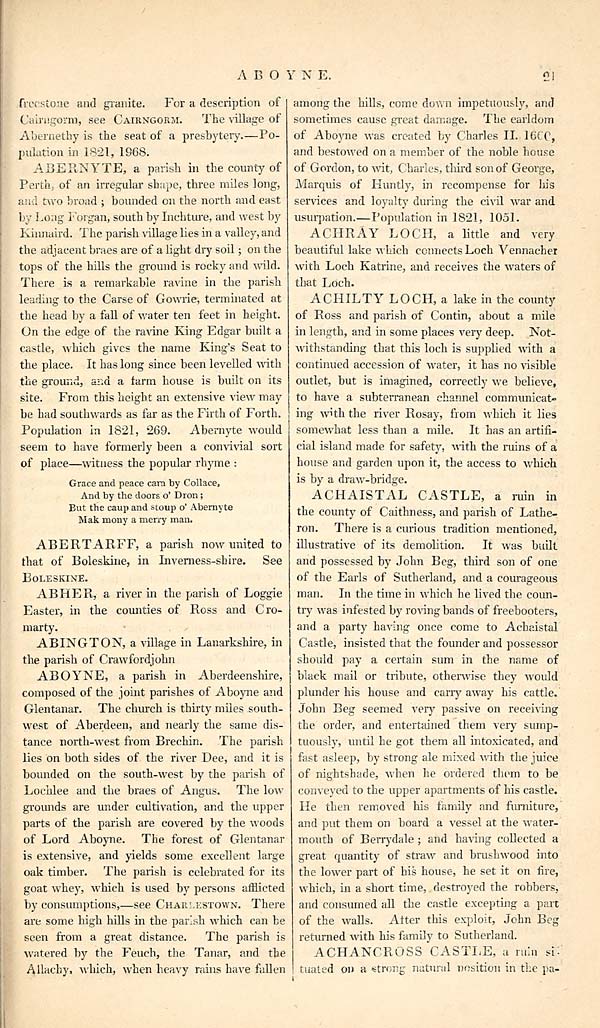 ABOYNE.
21
freestone and granite. For a description of
Cairngorm, see CAIRNGORM. The village of
Abernethy is the seat of a presbytery.—Po-
pulation in 1821, 1968.
ABERNYTE, a parish in the county of
Perth, of an irregular shape, three miles long,
and two broad ; bounded on the north and east
by Long Forgan, south by Inchture, and west by
Kinnaird. The parish village lies in a valley, and
the adjacent braes are of a light dry soil ; on the
tops of the hills the ground is rocky and wild.
There is a remarkable ravine in the parish
leading to the Carse of Gowrie, terminated at
the head by a fall of water ten feet in height.
On the edge of the ravine King Edgar built a
castle, which gives the name King's Seat to
the place. It has long since been levelled with
the ground, and a farm house is built on its
site. From this height an extensive view may
be had southwards as far as the Firth of Forth.
Population in 1821, 269. Abernyte would
seem to have formerly been a convivial sort
of place—witness the popular rhyme :
Grace and peace cam by Collace,
And by the doors o' Dron ;
But the caup and stoup o' Abernyte
Mak mony a merry man.
ABERTARFF, a parish now united to
that of Boleskine, in Inverness-shire. See
BOLESKINE.
ABHER, a river in the parish of Loggie
Easter, in the counties of Ross and Cro-
marty.
ABINGTON, a village in Lanarkshire, in
the parish of Crawfordjohn
ABOYNE, a parish in Aberdeenshire,
composed of the joint parishes of Aboyne and
Glentanar. The church is thirty miles south-
west of Aberdeen, and nearly the same dis-
tance north-west from Brechin. The parish
lies on both sides of the river Dee, and it is
bounded on the south-west by the parish of
Lochlee and the braes of Angus. The low
grounds are under cultivation, and the upper
parts of the parish are covered by the woods
of Lord Aboyne. The forest of Glentanar
is extensive, and yields some excellent large
oak timber. The parish is celebrated for its
goat whey, which is used by persons afflicted
by consumptions,—see CHARLESTOWN. There
are some high hills in the parish which can be
seen from a great distance. The parish is
watered by the Feuch, the Tanar, and the
Allachy, which, when heavy rains have fallen
among the hills, come down impetuously, and
sometimes cause great damage. The earldom
of Aboyne was created by Charles II. 1660,
and bestowed on a member of the noble house
of Gordon, to wit, Charles, third son of George,
Marquis of Huntly, in recompense for his
services and loyalty during the civil war and
usurpation.—Population in 1821, 1051.
ACHRAY LOCH, a little and very
beautiful lake which connects Loch Vennacher
with Loch Katrine, and receives the waters of
that Loch.
ACHILTY LOCH, a lake in the county
of Ross and parish of Contin, about a mile
in length, and in some places very deep. Not-
withstanding that this loch is supplied with a
continued accession of water, it has no visible
outlet, but is imagined, correctly we believe,
to have a subterranean channel communicat-
ing with the river Rosay, from which it lies
somewhat less than a mile. It has an artifi-
cial island made for safety, with the ruins of a
house and garden upon it, the access to which
is by a draw-bridge.
ACHAISTAL CASTLE, a ruin in
the county of Caithness, and parish of Lathe-
ron. There is a curious tradition mentioned,
illustrative of its demolition. It was built
and possessed by John Beg, third son of one
of the Earls of Sutherland, and a courageous
man. In the time in which he lived the coun-
try was infested by roving bands of freebooters,
and a party having once come to Achaistal
Castle, insisted that the founder and possessor
should pay a certain sum in the name of
black mail or tribute, otherwise they would
plunder his house and carry away his cattle.
John Beg seemed very passive on receiving
the order, and entertained them very sump-
tuously, until he got them all intoxicated, and
fast asleep, by strong ale mixed with the juice
of nightshade, when he ordered them to be
conveyed to the upper apartments of his castle.
He then removed his family and furniture,
and put them on board a vessel at the water-
mouth of Berrydale ; and having collected a
great quantity of straw and brushwood into
the lower part of his house, he set it on fire,
which, in a short time, destroyed the robbers,
and consumed all the castle excepting a part
of the walls. After this exploit, John Beg
returned with his family to Sutherland.
ACHANCROSS CASTLE, a ruin si-
tuated on a strong natural position in the pa-